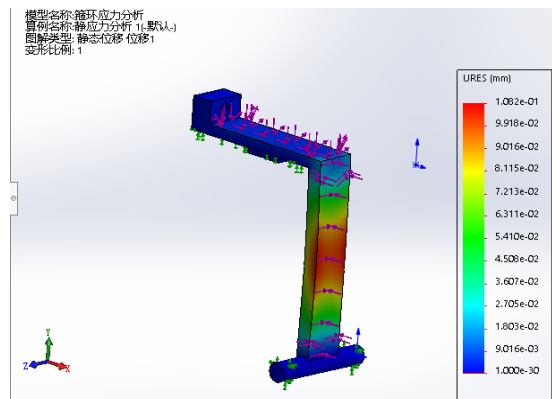 模型名称:箍环应力分析
算例名称:静应力分析 1(-默认-)
图解类型: 静态位移 位移1
变形比例: 1
URES (mm)
1.082e-01
9.918e-02
9.016e-02
8.115e-02
7.213e-02
6.311e-02
5.410e-02
4.508e-02
3.607e-02
2.705e-02
1.803e-02
9.016e-03
1.000e-30
Y
Z
X